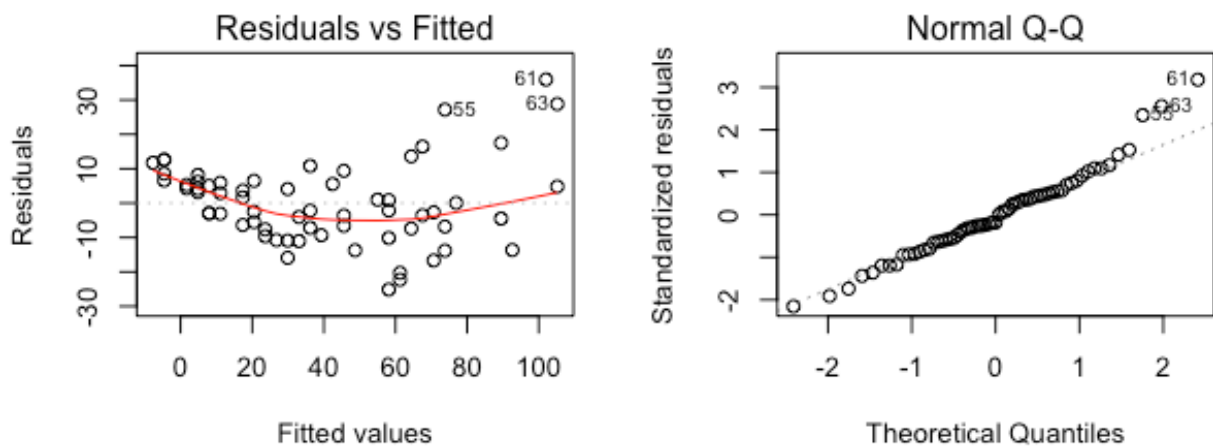 Residuals vs Fitted
Residuals
30
10
-10
-30
61
63
55
0 20 40 60 80 100
Fitted values
Normal Q-Q
Standardized residuals
3
2
1
0
-2
61
63
55
-2 -1 0 1 2
Theoretical Quantiles